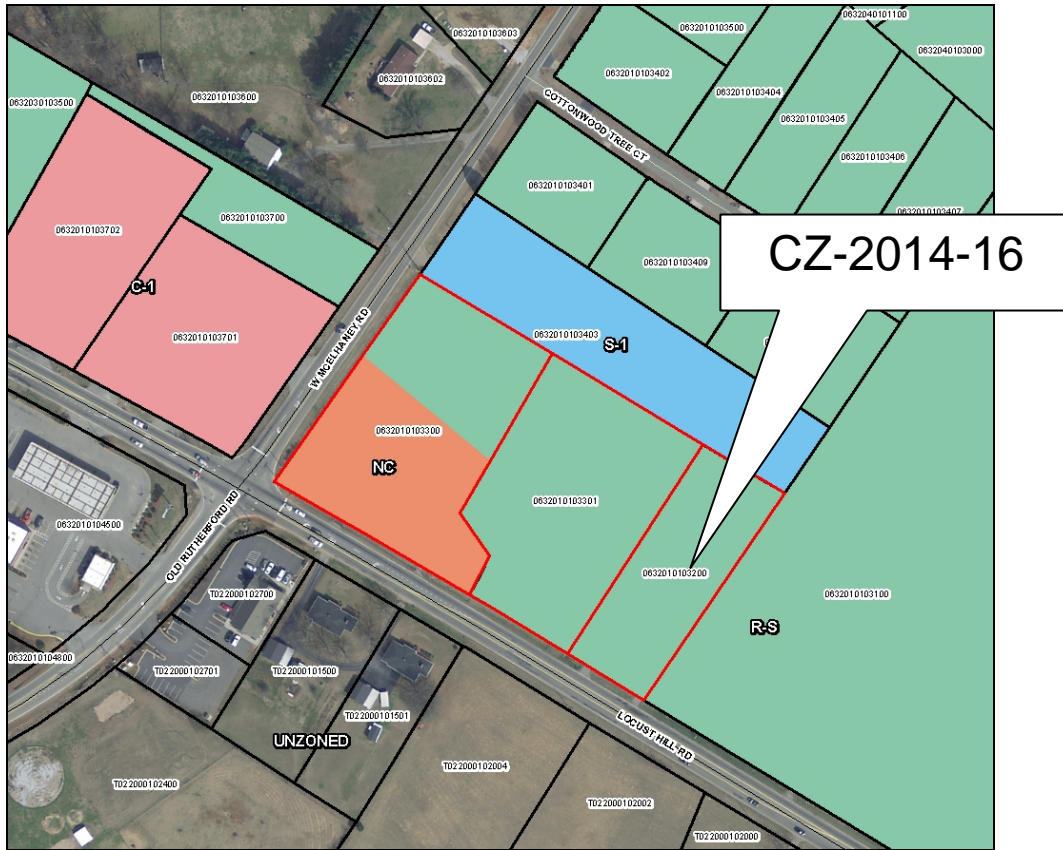 0632040101100
0632010103603
0632010103500
0632040103000
0632010103602
0632010103402
0632010103404
0632030103500
0632010103600
COTTONWOOD TREE CT
0632010103405
0632010103406
0632010103401
0632010103407
0632010103700
0632010103702
0632010103409
CZ-2014-16
C-1
0632010103701
W MCELHANEY RD
0632010103403
S-1
0632010103300
NC
0632010103301
0632010104500
OLD RUTHERFORD RD
0632010103200
0632010103100
T022000102700
R-S
0632010104800
T022000102701
T022000101500
T022000101501
LOCUST HILL RD
UNZONED
T022000102400
T022000102004
T022000102002
T022000102000